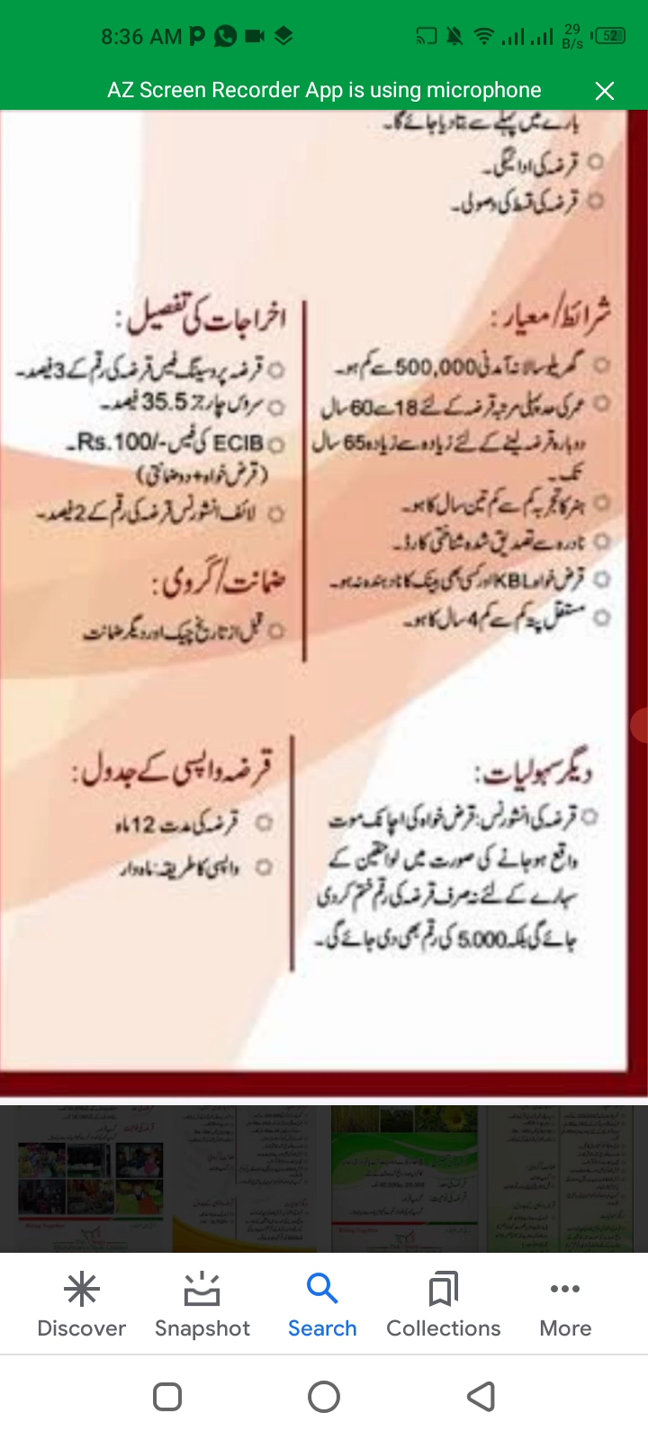 8:36 AM
29 B/s
52
AZ Screen Recorder App is using microphone
بارے میں پہلے سے بتا دیا جائے گا۔
قرضہ کی ادائیگی۔
قرضہ کی قسط کی وصولی۔
شرائط/معیار:
گھریلو سالانہ آمدنی 500,000 سے کم ہو۔
عمر کی حد پہلی مرتبہ قرضہ کے لئے 18 سے 60 سال
دوبارہ قرضہ لینے کے لئے زیادہ سے زیادہ 65 سال
تک۔
ہنر کا تجربہ کم سے کم تین سال کا ہو۔
نادرہ سے تصدیق شدہ شناختی کارڈ۔
قرض خواہ KBL اور کسی بھی بینک کا نادہندہ نہ ہو۔
مستقل پتہ کم سے کم 4 سال کا ہو۔
اخراجات کی تفصیل:
قرضہ پروسیسنگ فیس قرضہ کی رقم کے 3 فیصد۔
سروس چارجز 35.5 فیصد۔
ECIB کی فیس -/Rs.100۔
(قرض خواہ + دو ضمانتی)
لائف انشورنس قرضہ کی رقم کے 2 فیصد۔
ضمانت/گروی:
قبل از تاریخ چیک اور دیگر ضمانت
دیگر سہولیات:
قرضہ کی انشورنس: قرض خواہ کی اچانک موت
واقع ہو جانے کی صورت میں لواحقین کے
سہارے کے لئے نہ صرف قرضہ کی رقم ختم کر دی
جائے گی بلکہ 5,000 کی رقم بھی دی جائے گی۔
قرضہ واپسی کے جدول:
قرضہ کی مدت 12 ماہ
واپسی کا طریقہ: ماہوار
Discover
Snapshot
Search
Collections
More